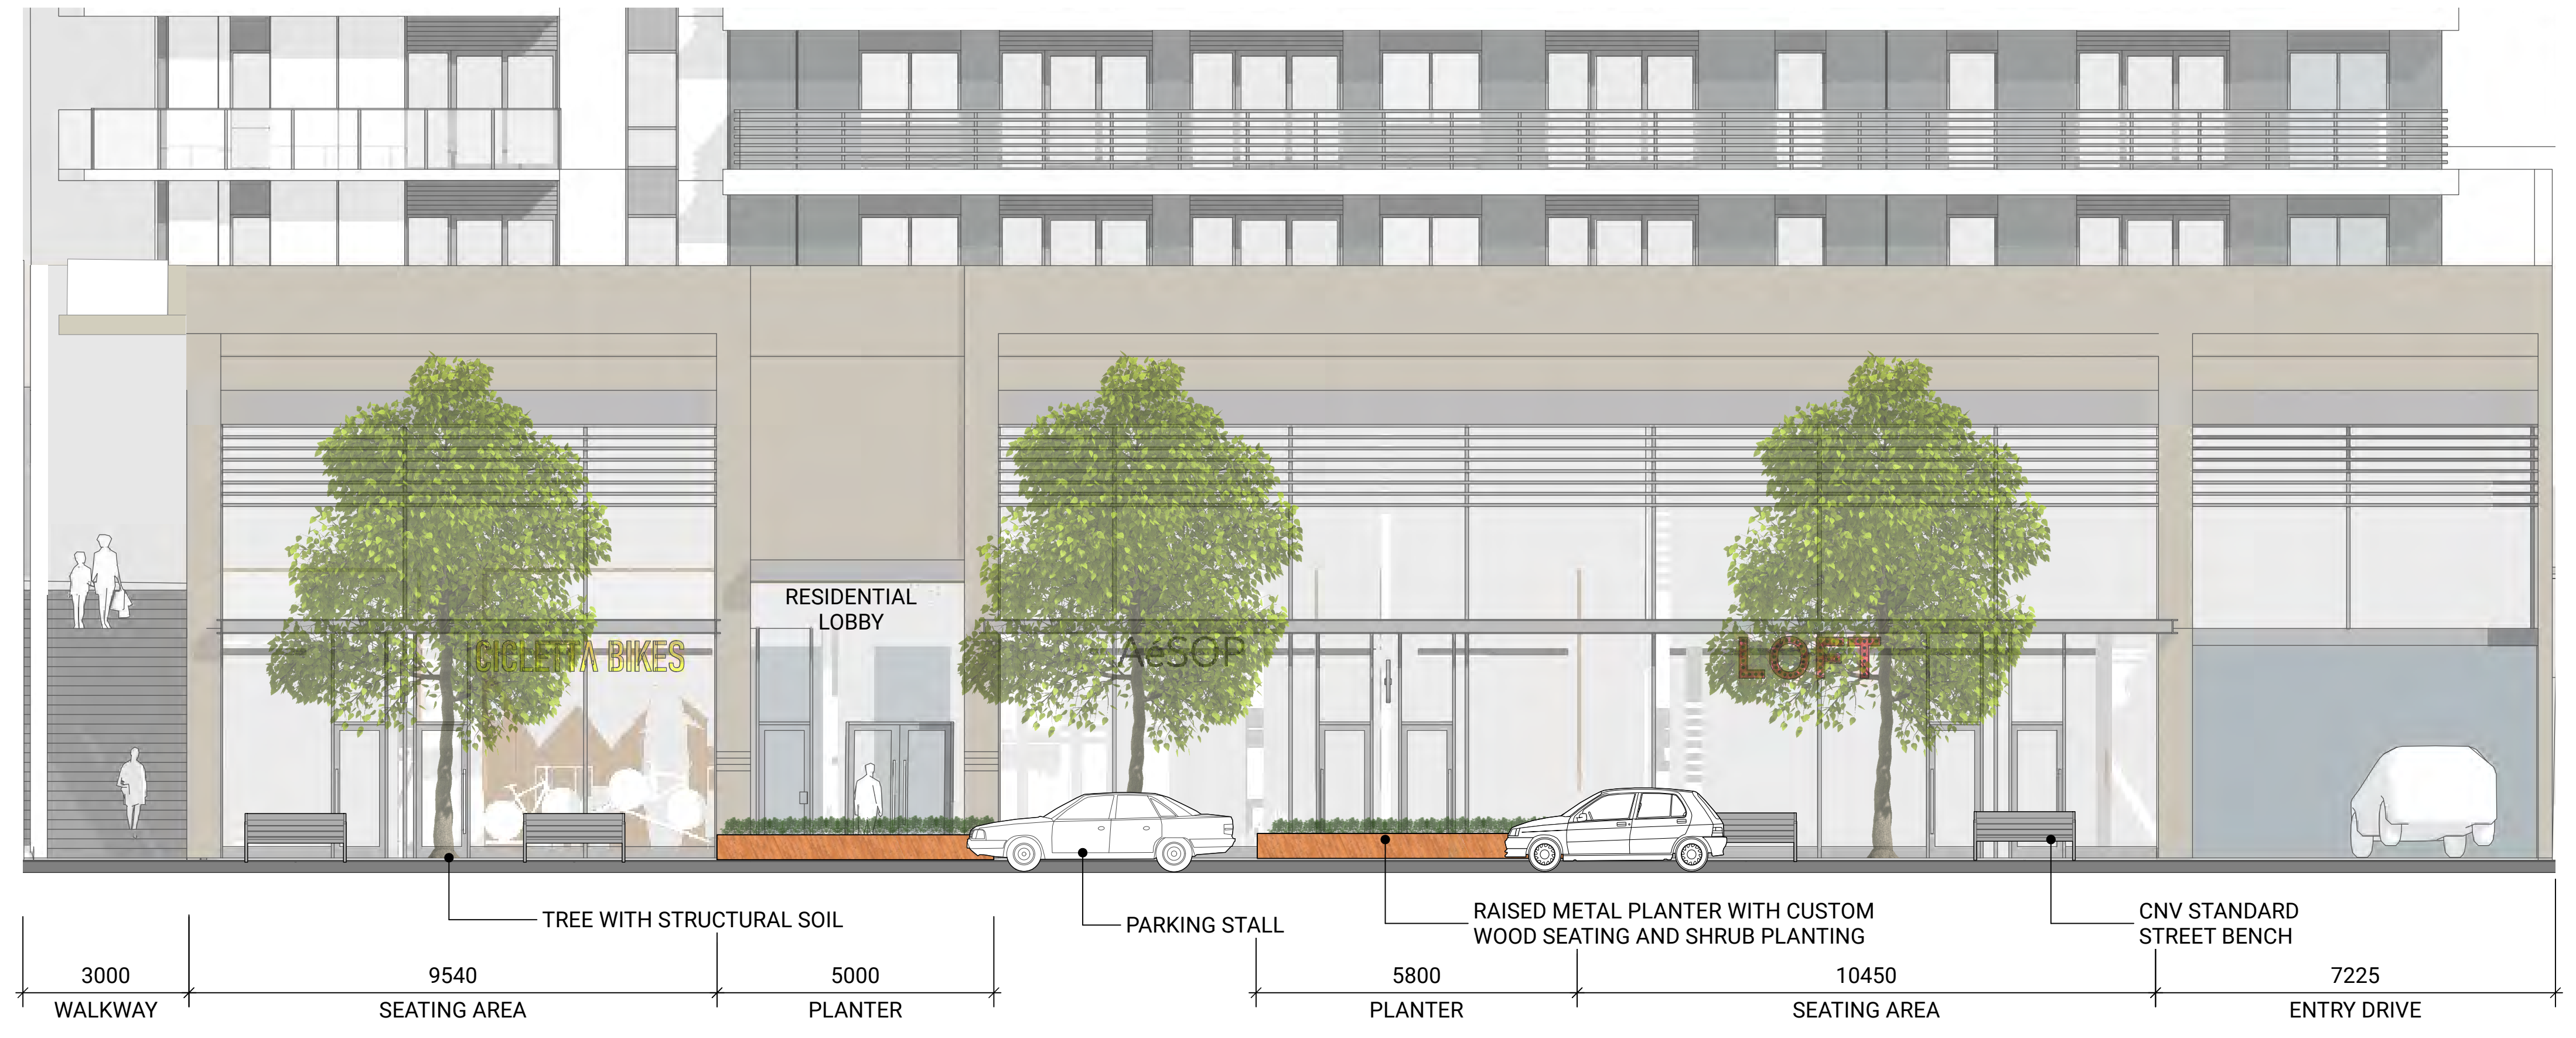 RESIDENTIAL
LOBBY
CICLETTA BIKES
AeSOP
LOFT
TREE WITH STRUCTURAL SOIL
PARKING STALL
RAISED METAL PLANTER WITH CUSTOM
WOOD SEATING AND SHRUB PLANTING
CNV STANDARD
STREET BENCH
3000
WALKWAY
9540
SEATING AREA
5000
PLANTER
5800
PLANTER
10450
SEATING AREA
7225
ENTRY DRIVE